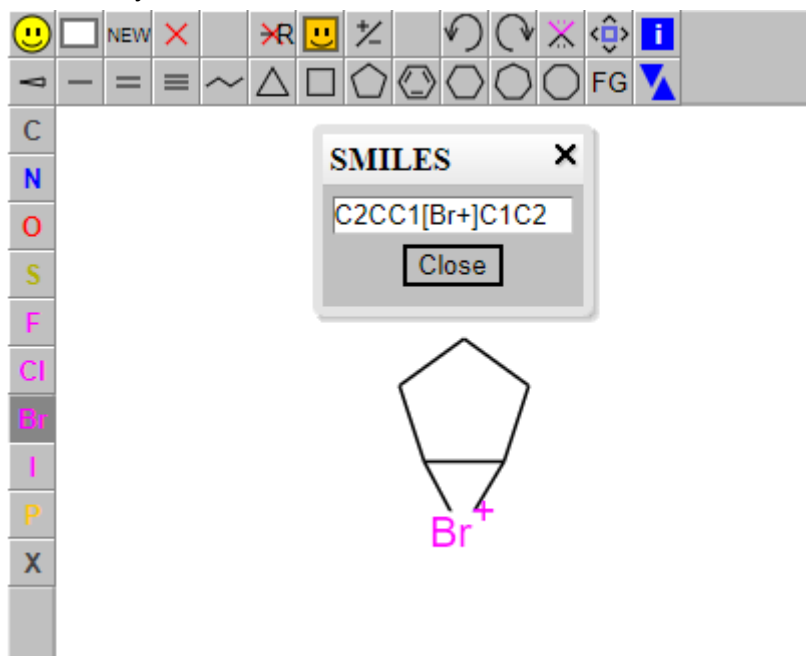 NEW R +/-
i
FG
C
N
O
S
F
Cl
Br
I
P
X
SMILES ×
C2CC1[Br+]C1C2
Close
Br+